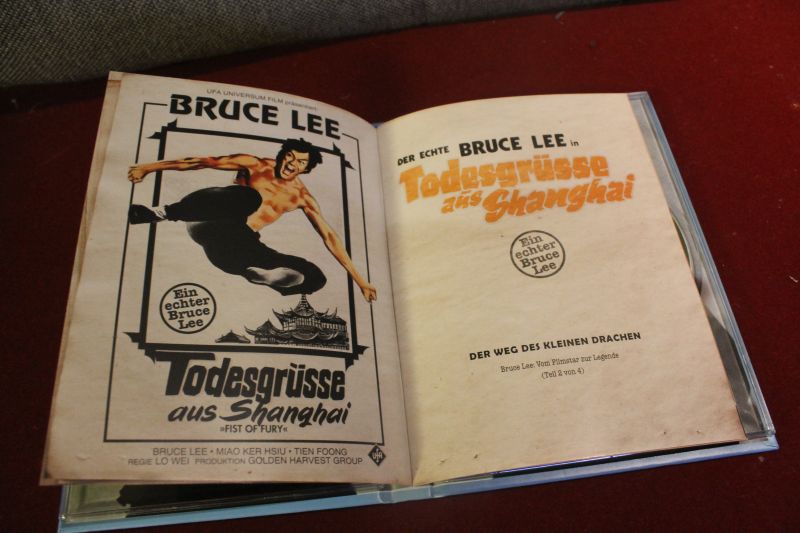 UFA UNIVERSUM FILM präsentiert:
BRUCE LEE
Ein
echter
Bruce
Lee
Todesgrüsse
aus Shanghai
»FIST OF FURY«
BRUCE LEE • MIAO KER HSIU • TIEN FOONG
REGIE LO WEI PRODUKTION GOLDEN HARVEST GROUP
UFA
DER ECHTE BRUCE LEE in
Todesgrüsse
aus Shanghai
Ein
echter
Bruce
Lee
DER WEG DES KLEINEN DRACHEN
Bruce Lee: Vom Filmstar zur Legende
(Teil 2 von 4)